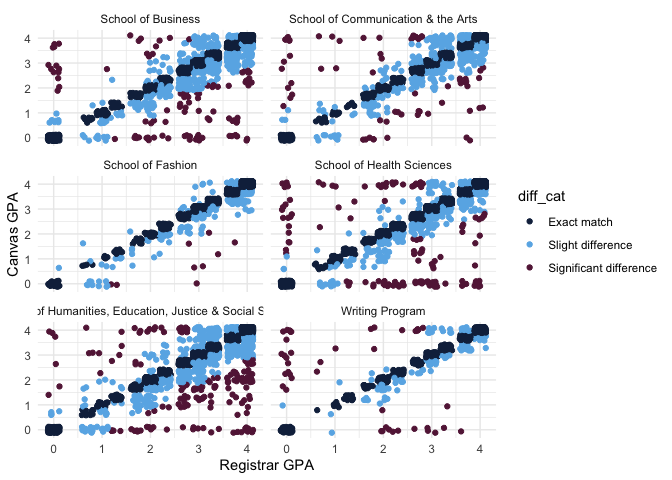 School of Business
School of Communication & the Arts
4
3
2
1
0
School of Fashion
School of Health Sciences
4
3
2
1
0
of Humanities, Education, Justice & Social S
Writing Program
4
3
2
1
0
0 1 2 3 4
0 1 2 3 4
Registrar GPA
Canvas GPA
diff_cat
Exact match
Slight difference
Significant difference